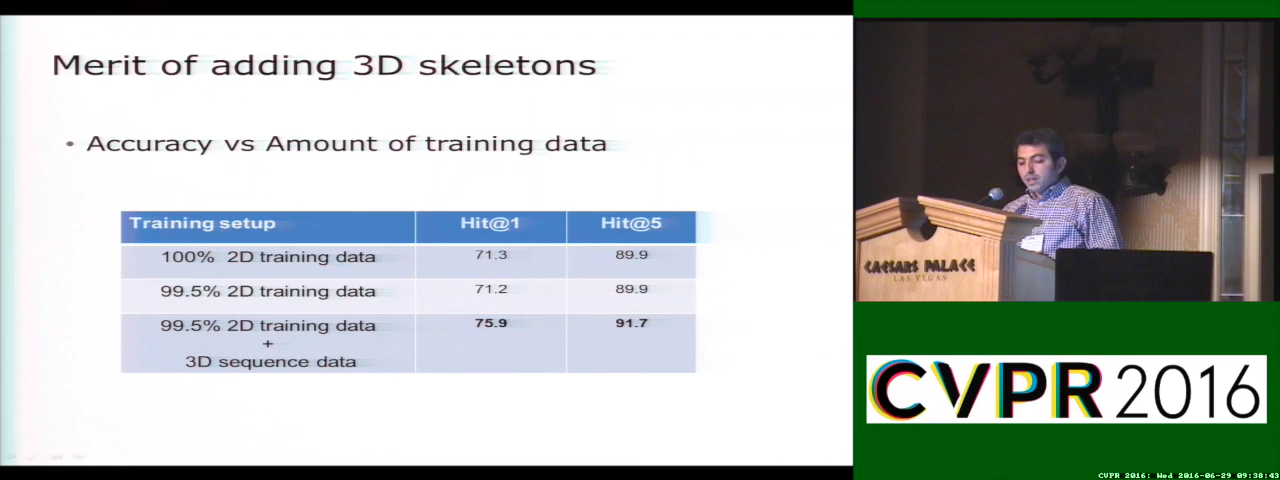 Merit of adding 3D skeletons
• Accuracy vs Amount of training data
Training setup Hit@1 Hit@5
100% 2D training data 71.3 89.9
99.5% 2D training data 71.2 89.9
99.5% 2D training data 75.9 91.7
+
3D sequence data
CAESARS PALACE
LAS VEGAS
CVPR 2016
CVPR 2016: Wed 2016-06-29 09:38:43